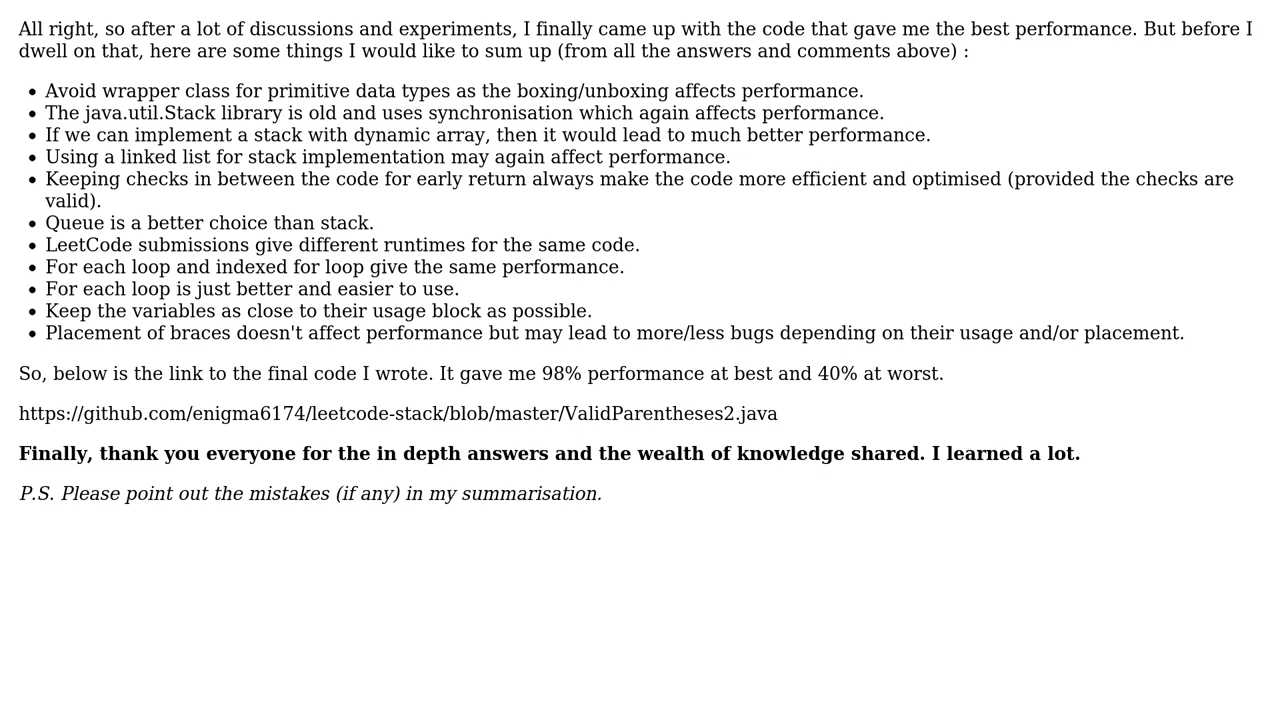 All right, so after a lot of discussions and experiments, I finally came up with the code that gave me the best performance. But before I
dwell on that, here are some things I would like to sum up (from all the answers and comments above) :
• Avoid wrapper class for primitive data types as the boxing/unboxing affects performance.
• The java.util.Stack library is old and uses synchronisation which again affects performance.
• If we can implement a stack with dynamic array, then it would lead to much better performance.
• Using a linked list for stack implementation may again affect performance.
• Keeping checks in between the code for early return always make the code more efficient and optimised (provided the checks are
valid).
• Queue is a better choice than stack.
• LeetCode submissions give different runtimes for the same code.
• For each loop and indexed for loop give the same performance.
• For each loop is just better and easier to use.
• Keep the variables as close to their usage block as possible.
• Placement of braces doesn't affect performance but may lead to more/less bugs depending on their usage and/or placement.
So, below is the link to the final code I wrote. It gave me 98% performance at best and 40% at worst.
https://github.com/enigma6174/leetcode-stack/blob/master/ValidParentheses2.java
Finally, thank you everyone for the in depth answers and the wealth of knowledge shared. I learned a lot.
P.S. Please point out the mistakes (if any) in my summarisation.